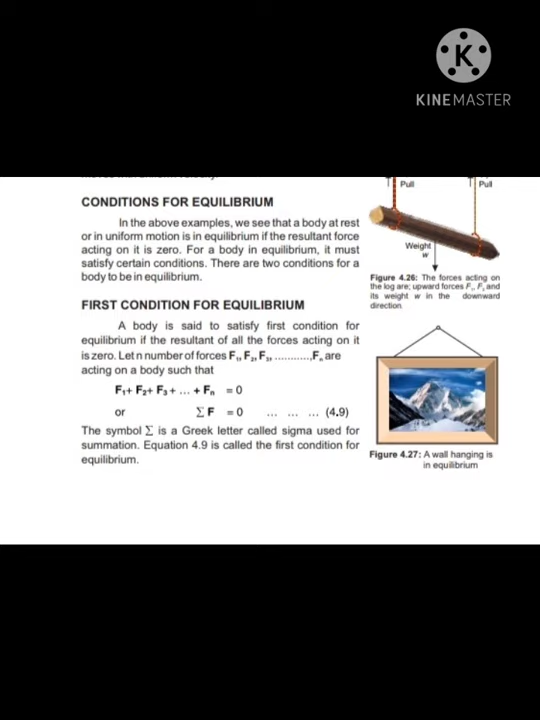 KINEMASTER
Pull
Pull
CONDITIONS FOR EQUILIBRIUM
In the above examples, we see that a body at rest
or in uniform motion is in equilibrium if the resultant force
acting on it is zero. For a body in equilibrium, it must
satisfy certain conditions. There are two conditions for a
body to be in equilibrium.
Weight
w
Figure 4.26: The forces acting on
the log are; upward forces F₁, F₂ and
its weight w in the downward
direction.
FIRST CONDITION FOR EQUILIBRIUM
A body is said to satisfy first condition for
equilibrium if the resultant of all the forces acting on it
is zero. Let n number of forces F₁, F₂, F₃, ...........,Fₙ are
acting on a body such that
F₁+ F₂+ F₃ + ... + Fₙ = 0
or ∑ F = 0 ... ... ... (4.9)
The symbol ∑ is a Greek letter called sigma used for
summation. Equation 4.9 is called the first condition for
equilibrium.
Figure 4.27: A wall hanging is
in equilibrium